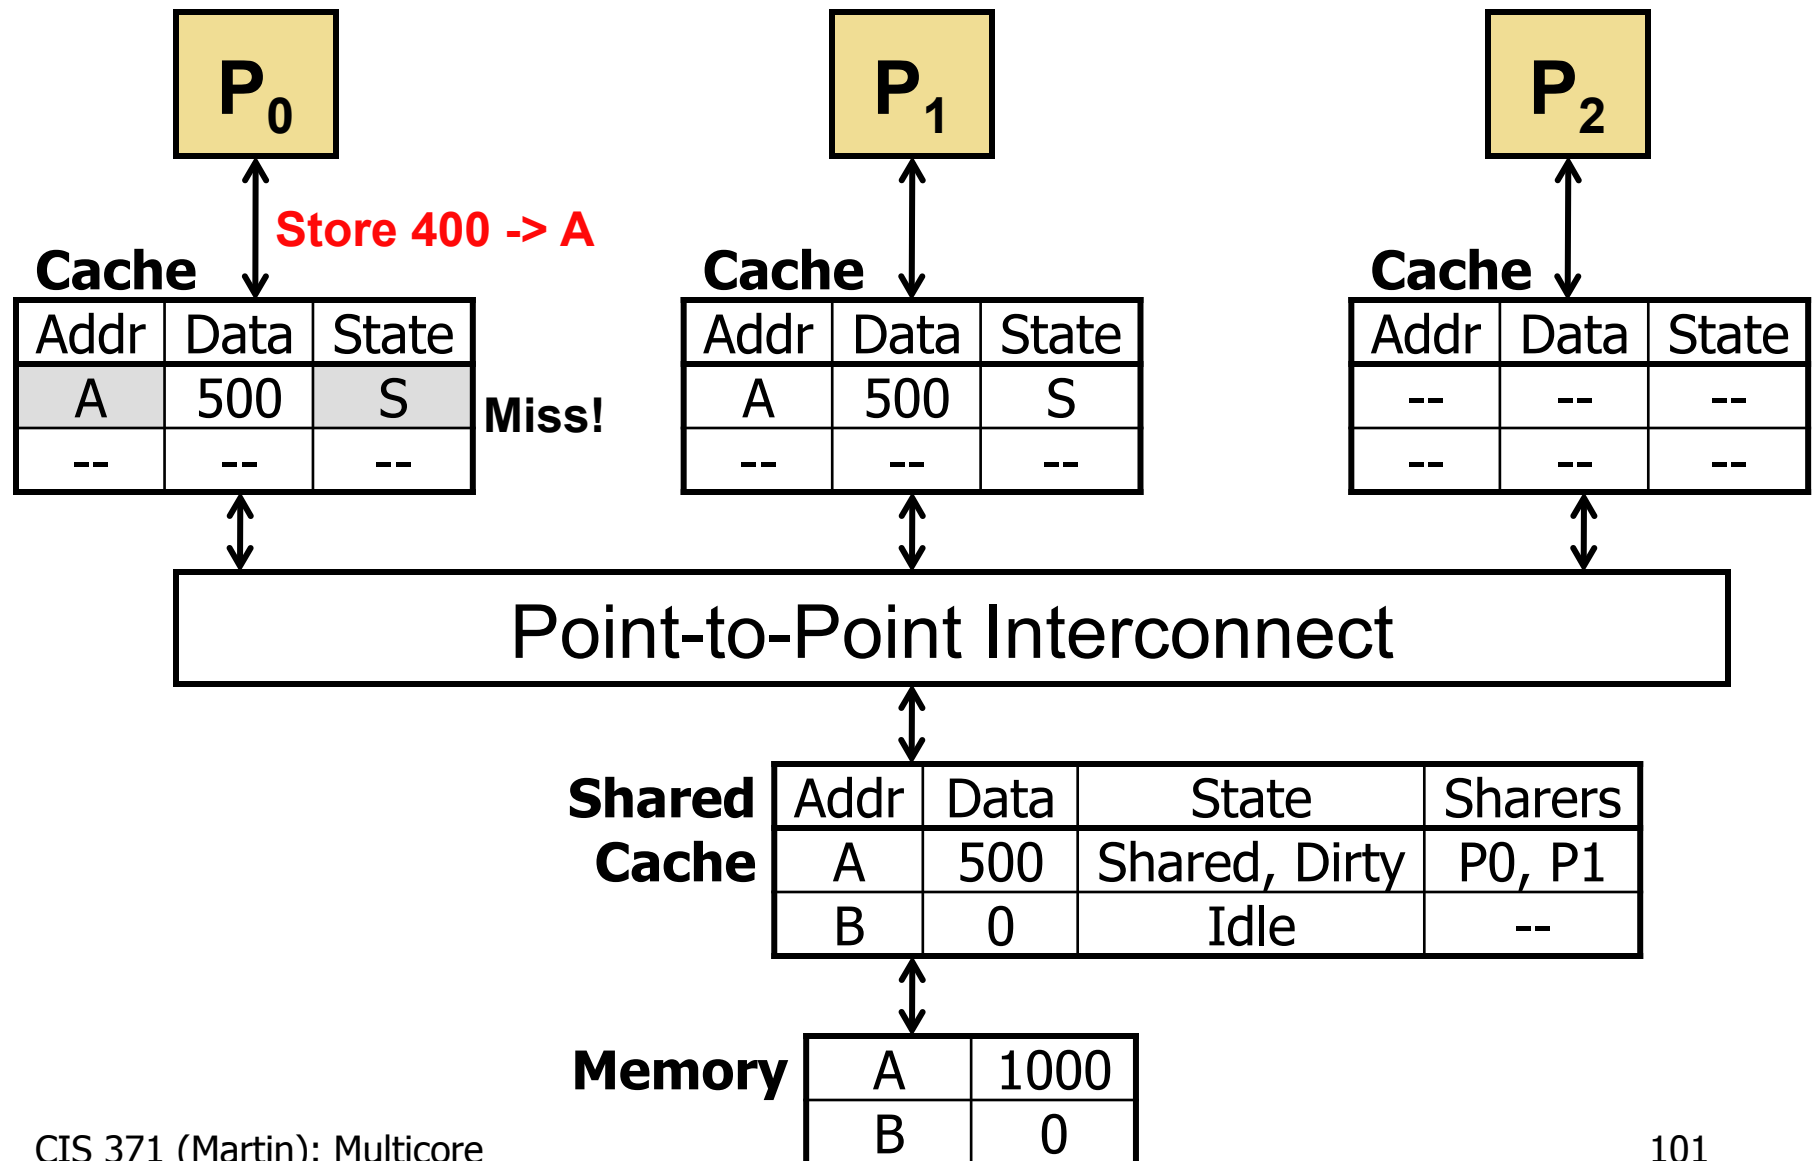 P0 P1 P2
Store 400 -> A
Cache Cache Cache
Addr Data State Addr Data State Addr Data State
A 500 S Miss! A 500 S -- -- --
-- -- -- -- -- -- -- -- --
Point-to-Point Interconnect
Shared Addr Data State Sharers
Cache A 500 Shared, Dirty P0, P1
B 0 Idle --
Memory A 1000
B 0
CIS 371 (Martin): Multicore 101